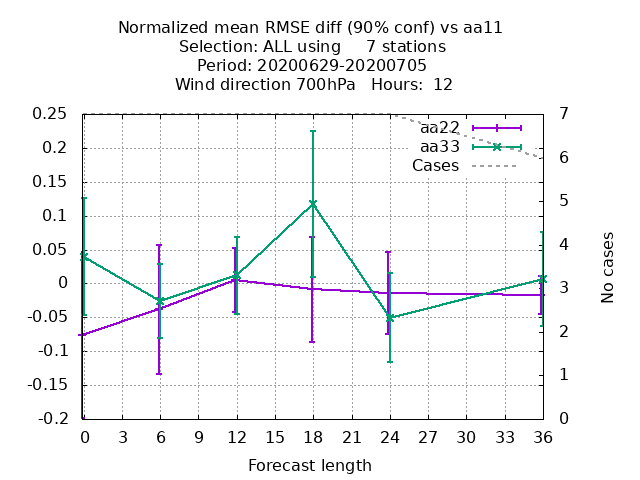 Normalized mean RMSE diff (90% conf) vs aa11
Selection: ALL using     7 stations
Period: 20200629-20200705
Wind direction 700hPa   Hours:  12
0.25
0.2
0.15
0.1
0.05
0
-0.05
-0.1
-0.15
-0.2
7
6
5
4
3
2
1
0
aa22
aa33
Cases
No cases
0 3 6 9 12 15 18 21 24 27 30 33 36
Forecast length